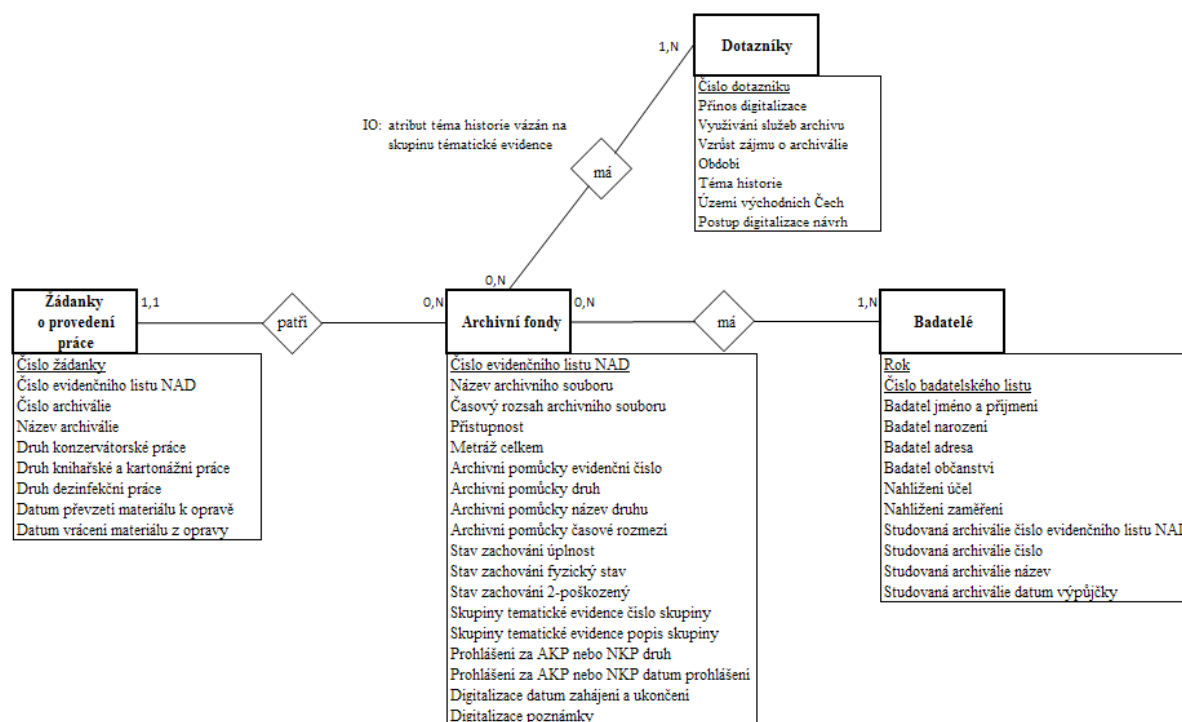 Dotazníky
1,N
Číslo dotazníku
Přínos digitalizace
Využívání služeb archivu
Vzrůst zájmu o archiválie
Období
Téma historie
Území východních Čech
Postup digitalizace návrh
IO: atribut téma historie vázán na
skupinu tématické evidence
má
0,N
Žádanky
o provedení
práce
1,1
patří
0,N
Archivní fondy
0,N
má
1,N
Badatelé
Číslo žádanky
Číslo evidenčního listu NAD
Číslo archiválie
Název archiválie
Druh konzervátorské práce
Druh knihařské a kartonážní práce
Druh dezinfekční práce
Datum převzetí materiálu k opravě
Datum vrácení materiálu z opravy
Číslo evidenčního listu NAD
Název archivního souboru
Časový rozsah archivního souboru
Přístupnost
Metráž celkem
Archivní pomůcky evidenční číslo
Archivní pomůcky druh
Archivní pomůcky název druhu
Archivní pomůcky časové rozmezí
Stav zachování úplnost
Stav zachování fyzický stav
Stav zachování 2-poškozený
Skupiny tematické evidence číslo skupiny
Skupiny tematické evidence popis skupiny
Prohlášení za AKP nebo NKP druh
Prohlášení za AKP nebo NKP datum prohlášení
Digitalizace datum zahájení a ukončení
Digitalizace poznámky
Rok
Číslo badatelského listu
Badatel jméno a příjmení
Badatel narození
Badatel adresa
Badatel občanství
Nahlížení účel
Nahlížení zaměření
Studovaná archiválie číslo evidenčního listu NAD
Studovaná archiválie číslo
Studovaná archiválie název
Studovaná archiválie datum výpůjčky